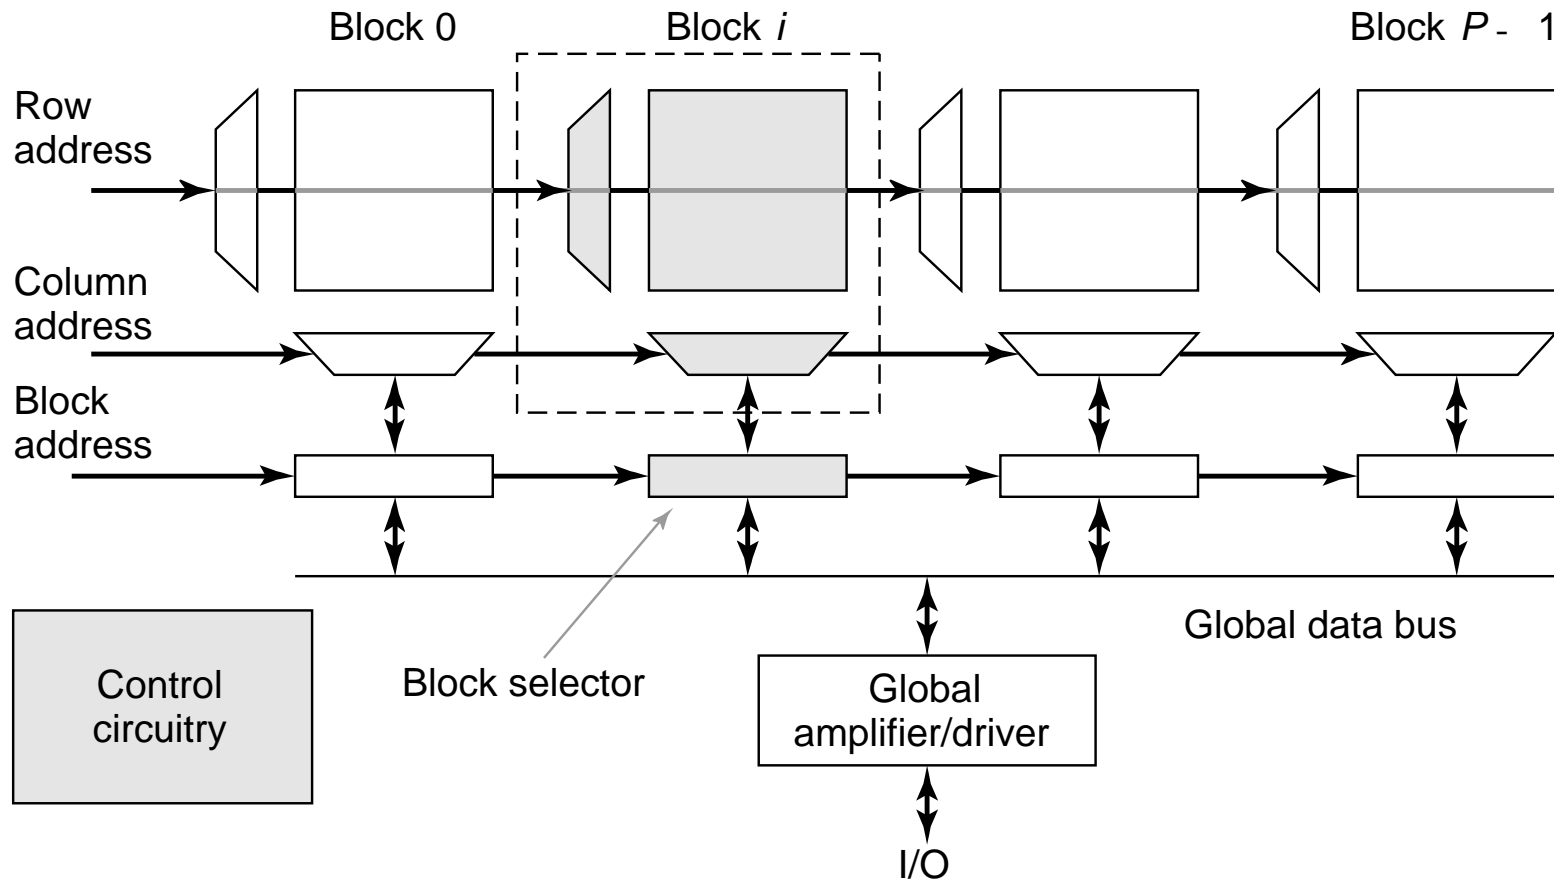 Block 0
Block i
Block P - 1
Row
address
Column
address
Block
address
Global data bus
Block selector
Control
circuitry
Global
amplifier/driver
I/O